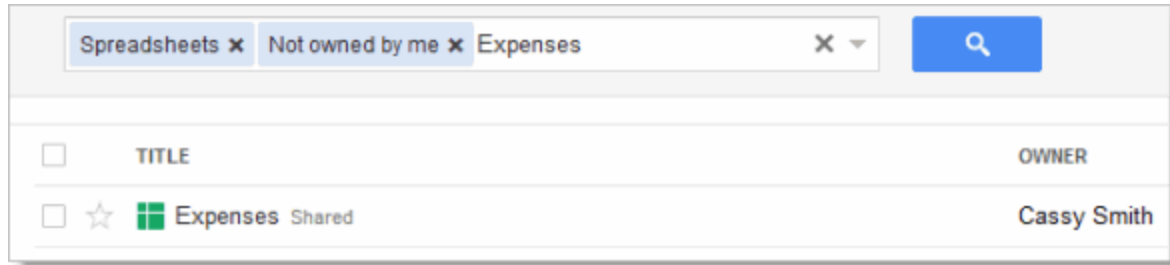 Spreadsheets × Not owned by me × Expenses
TITLE OWNER
Expenses Shared Cassy Smith